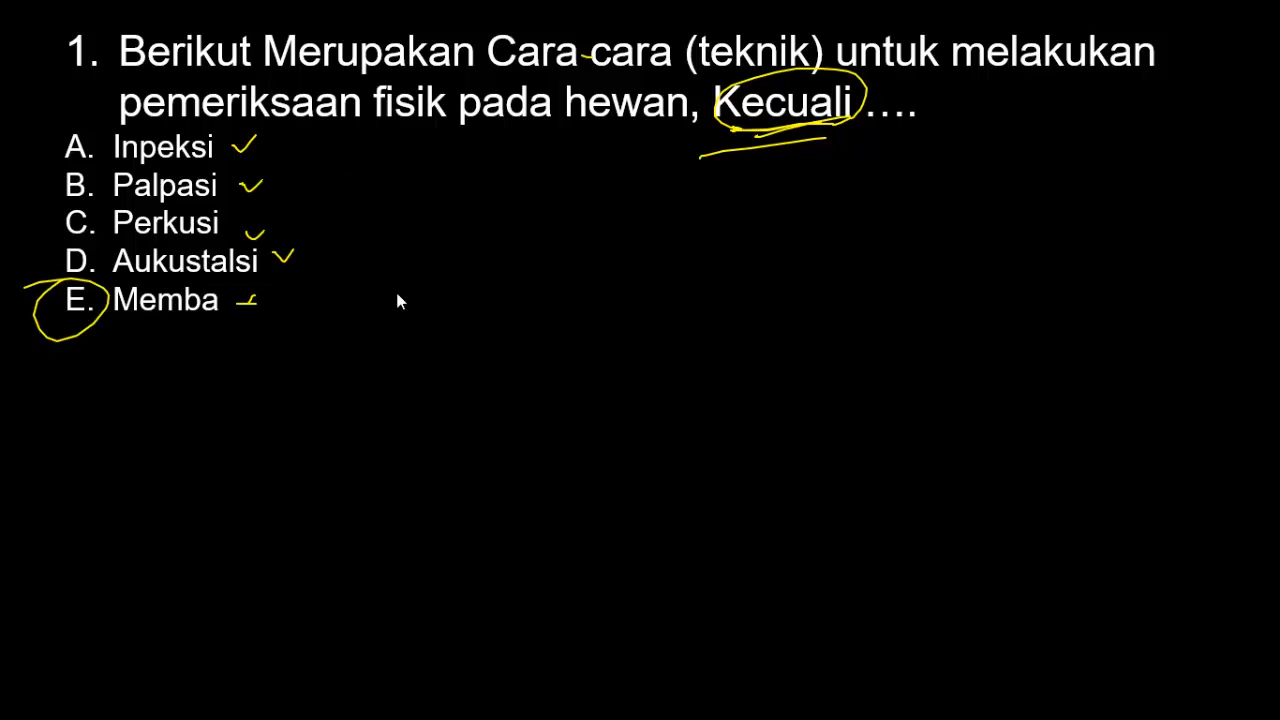 1. Berikut Merupakan Cara-cara (teknik) untuk melakukan
pemeriksaan fisik pada hewan, Kecuali ....
A. Inpeksi
B. Palpasi
C. Perkusi
D. Aukustalsi
E. Memba